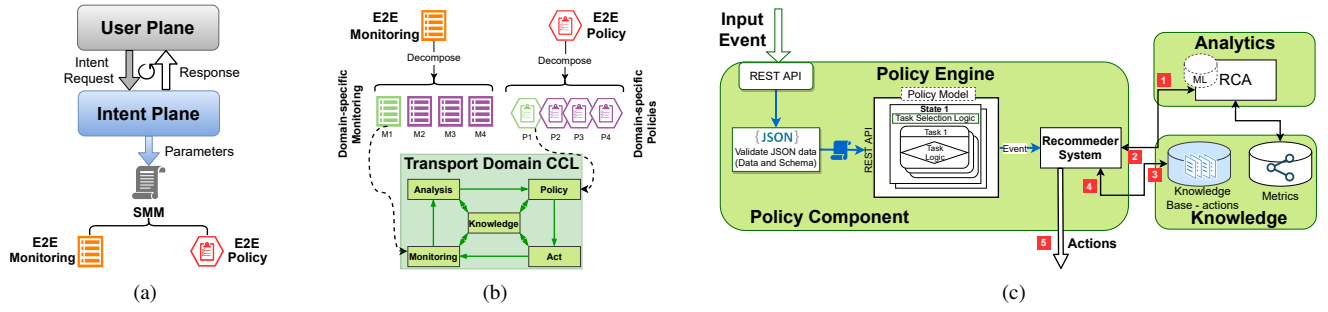 User Plane
Intent
Request
Response
Intent Plane
Parameters
SMM
E2E
Monitoring
E2E
Policy
(a)
E2E
Monitoring
E2E
Policy
Decompose
Decompose
Domain-specific
Monitoring
M1
M2
M3
M4
P1
P2
P3
P4
Domain-specific
Policies
Transport Domain CCL
Analysis
Policy
Knowledge
Monitoring
Act
(b)
Input
Event
REST API
Policy Engine
Policy Model
State 1
Task Selection Logic
Task 1
Task
Logic
{JSON}
Validate JSON data
(Data and Schema)
REST API
Event
Recommeder
System
Policy Component
Analytics
ML
RCA
1
2
3
4
5
Actions
Knowledge
Base - actions
Metrics
Knowledge
(c)